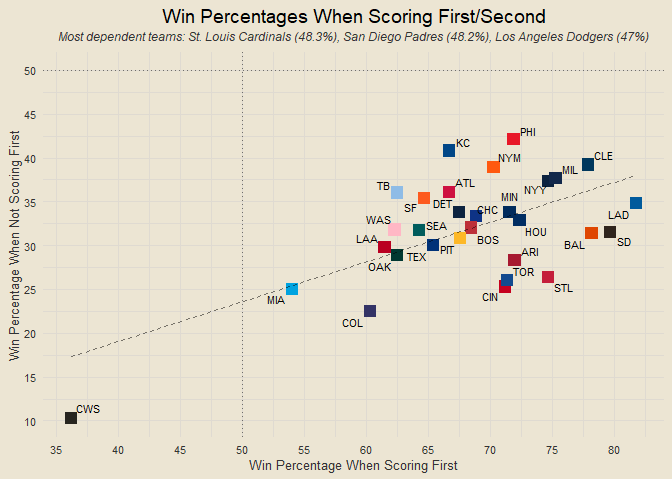 Win Percentages When Scoring First/Second
Most dependent teams: St. Louis Cardinals (48.3%), San Diego Padres (48.2%), Los Angeles Dodgers (47%)
Win Percentage When Not Scoring First
50
45
40
35
30
25
20
15
10
PHI
KC
NYM
CLE
MIL
NYY
ATL
TB
SF
DET
MIN
CHC
LAD
WAS
SEA
HOU
LAA
BOS
BAL
SD
PIT
TEX
OAK
ARI
TOR
STL
CIN
MIA
COL
CWS
35
40
45
50
55
60
65
70
75
80
Win Percentage When Scoring First